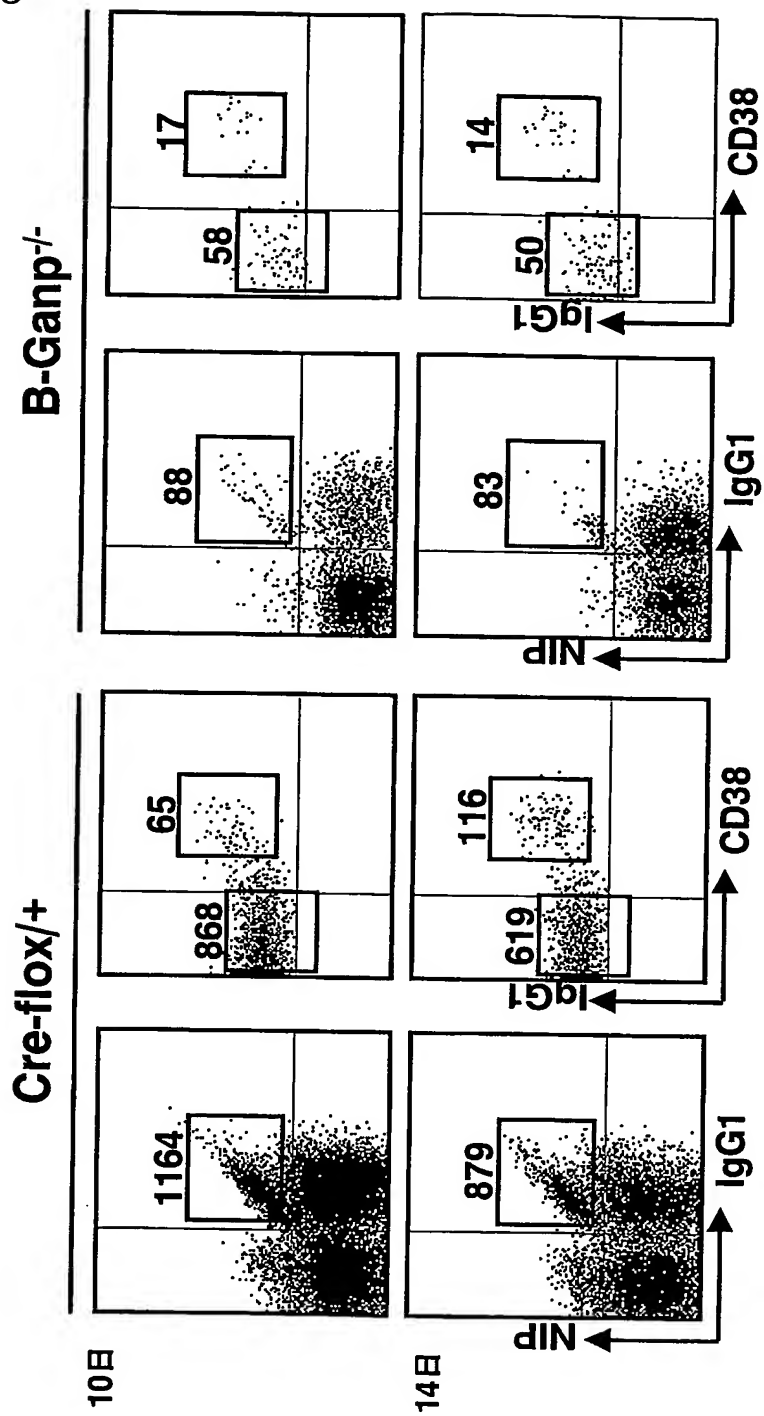 Cre-flox/+
B-Ganp-/-
10日
1164
868
65
88
58
17
14日
879
619
116
83
50
14
NIP
IgG1
IgG1
CD38
NIP
IgG1
IgG1
CD38